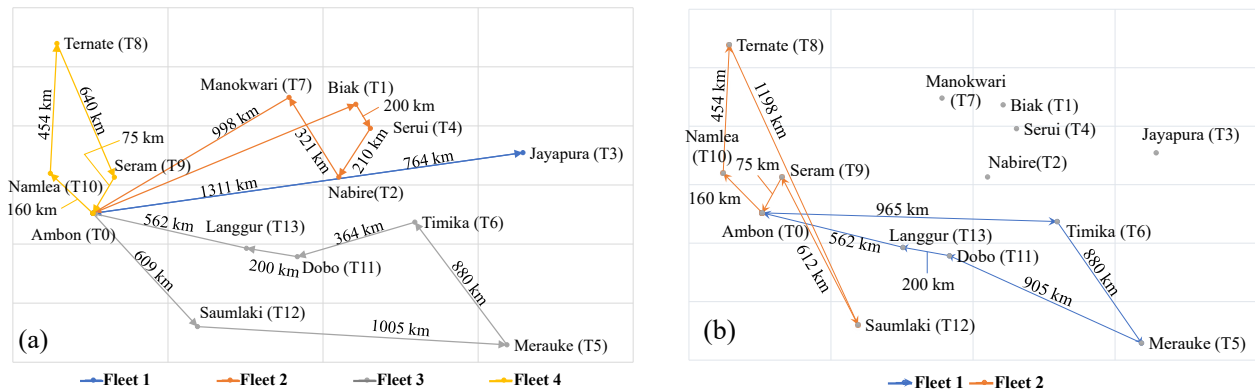 Ternate (T8)
Manokwari (T7)
Biak (T1)
200 km
454 km
640 km
998 km
75 km
Serui (T4)
321 km
210 km
Seram (T9)
764 km
Jayapura (T3)
Namlea (T10)
1311 km
Nabire(T2)
160 km
Ambon (T0)
562 km
Langgur (T13)
364 km
Timika (T6)
200 km
Dobo (T11)
609 km
880 km
Saumlaki (T12)
1005 km
Merauke (T5)
(a)
Fleet 1
Fleet 2
Fleet 3
Fleet 4
Ternate (T8)
Manokwari
(T7)
Biak (T1)
454 km
1198 km
Serui (T4)
Jayapura (T3)
Namlea
(T10)
75 km
Seram (T9)
Nabire(T2)
160 km
965 km
Ambon (T0)
562 km
Langgur (T13)
Timika (T6)
Dobo (T11)
612 km
200 km
880 km
905 km
Saumlaki (T12)
Merauke (T5)
(b)
Fleet 1
Fleet 2